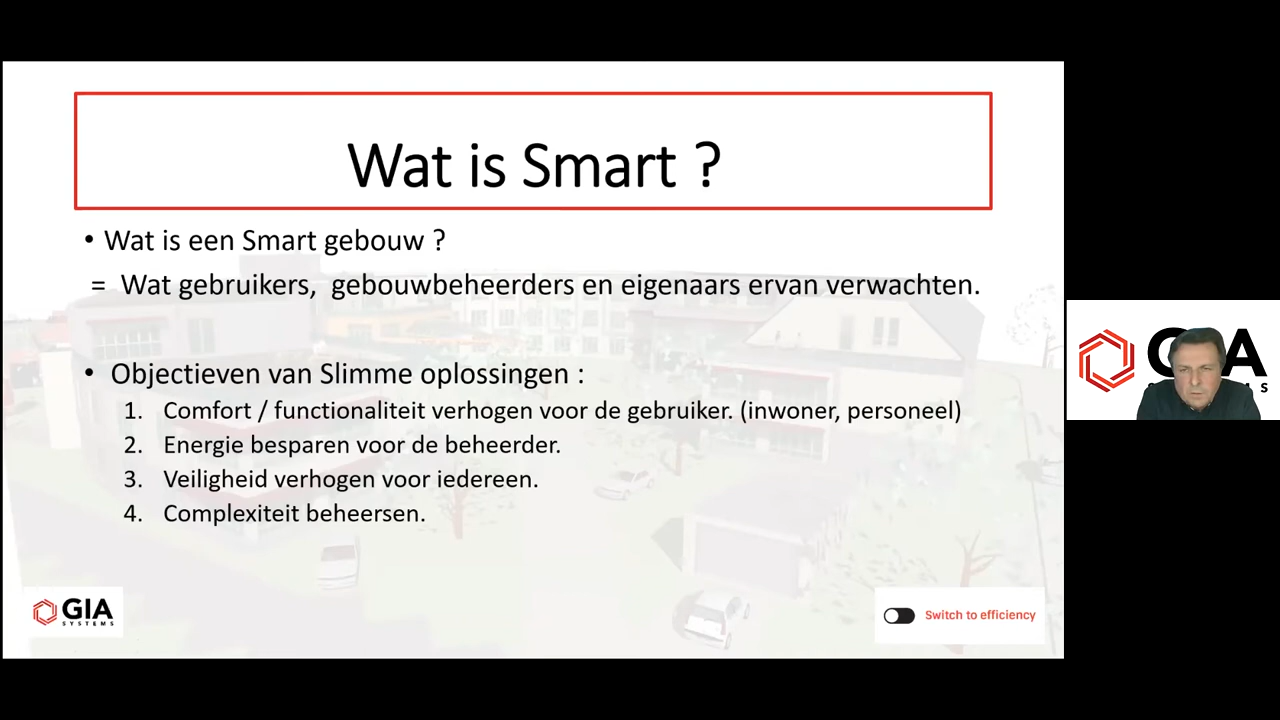 Wat is Smart ?
• Wat is een Smart gebouw ?
= Wat gebruikers, gebouwbeheerders en eigenaars ervan verwachten.
• Objectieven van Slimme oplossingen :
1. Comfort / functionaliteit verhogen voor de gebruiker. (inwoner, personeel)
2. Energie besparen voor de beheerder.
3. Veiligheid verhogen voor iedereen.
4. Complexiteit beheersen.
GIA
SYSTEMS
Switch to efficiency